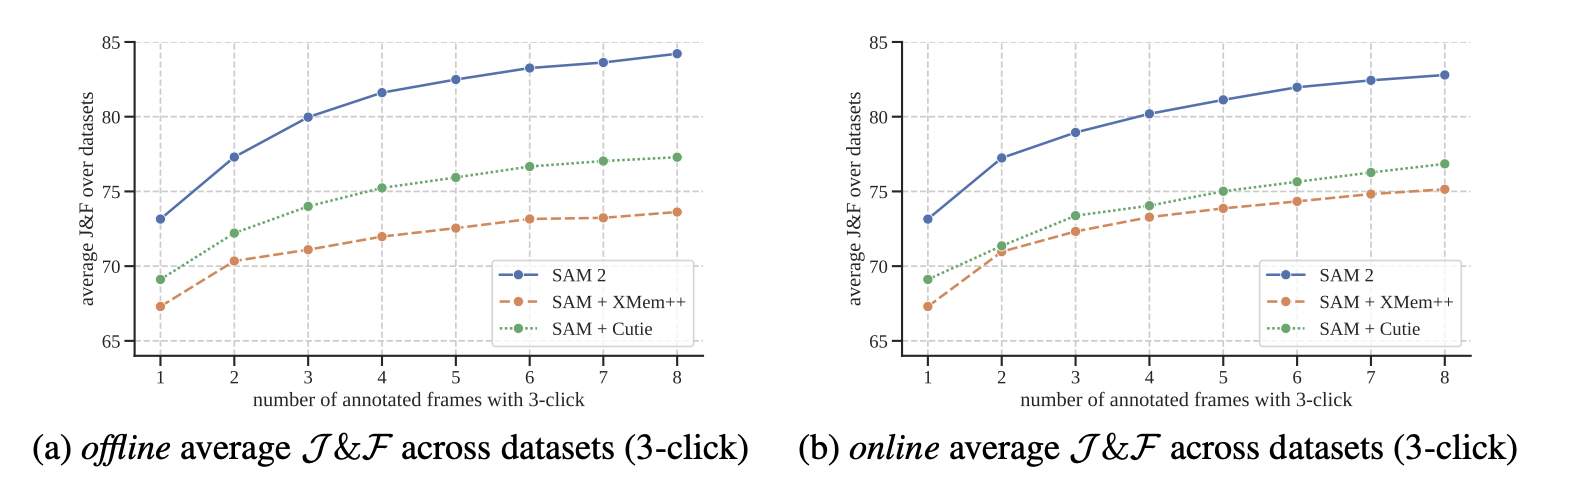 average J&F over datasets
85
80
75
70
65
SAM 2
SAM + XMem++
SAM + Cutie
1 2 3 4 5 6 7 8
number of annotated frames with 3-click
(a) offline average 𝒥&ℱ across datasets (3-click)
average J&F over datasets
85
80
75
70
65
SAM 2
SAM + XMem++
SAM + Cutie
1 2 3 4 5 6 7 8
number of annotated frames with 3-click
(b) online average 𝒥&ℱ across datasets (3-click)